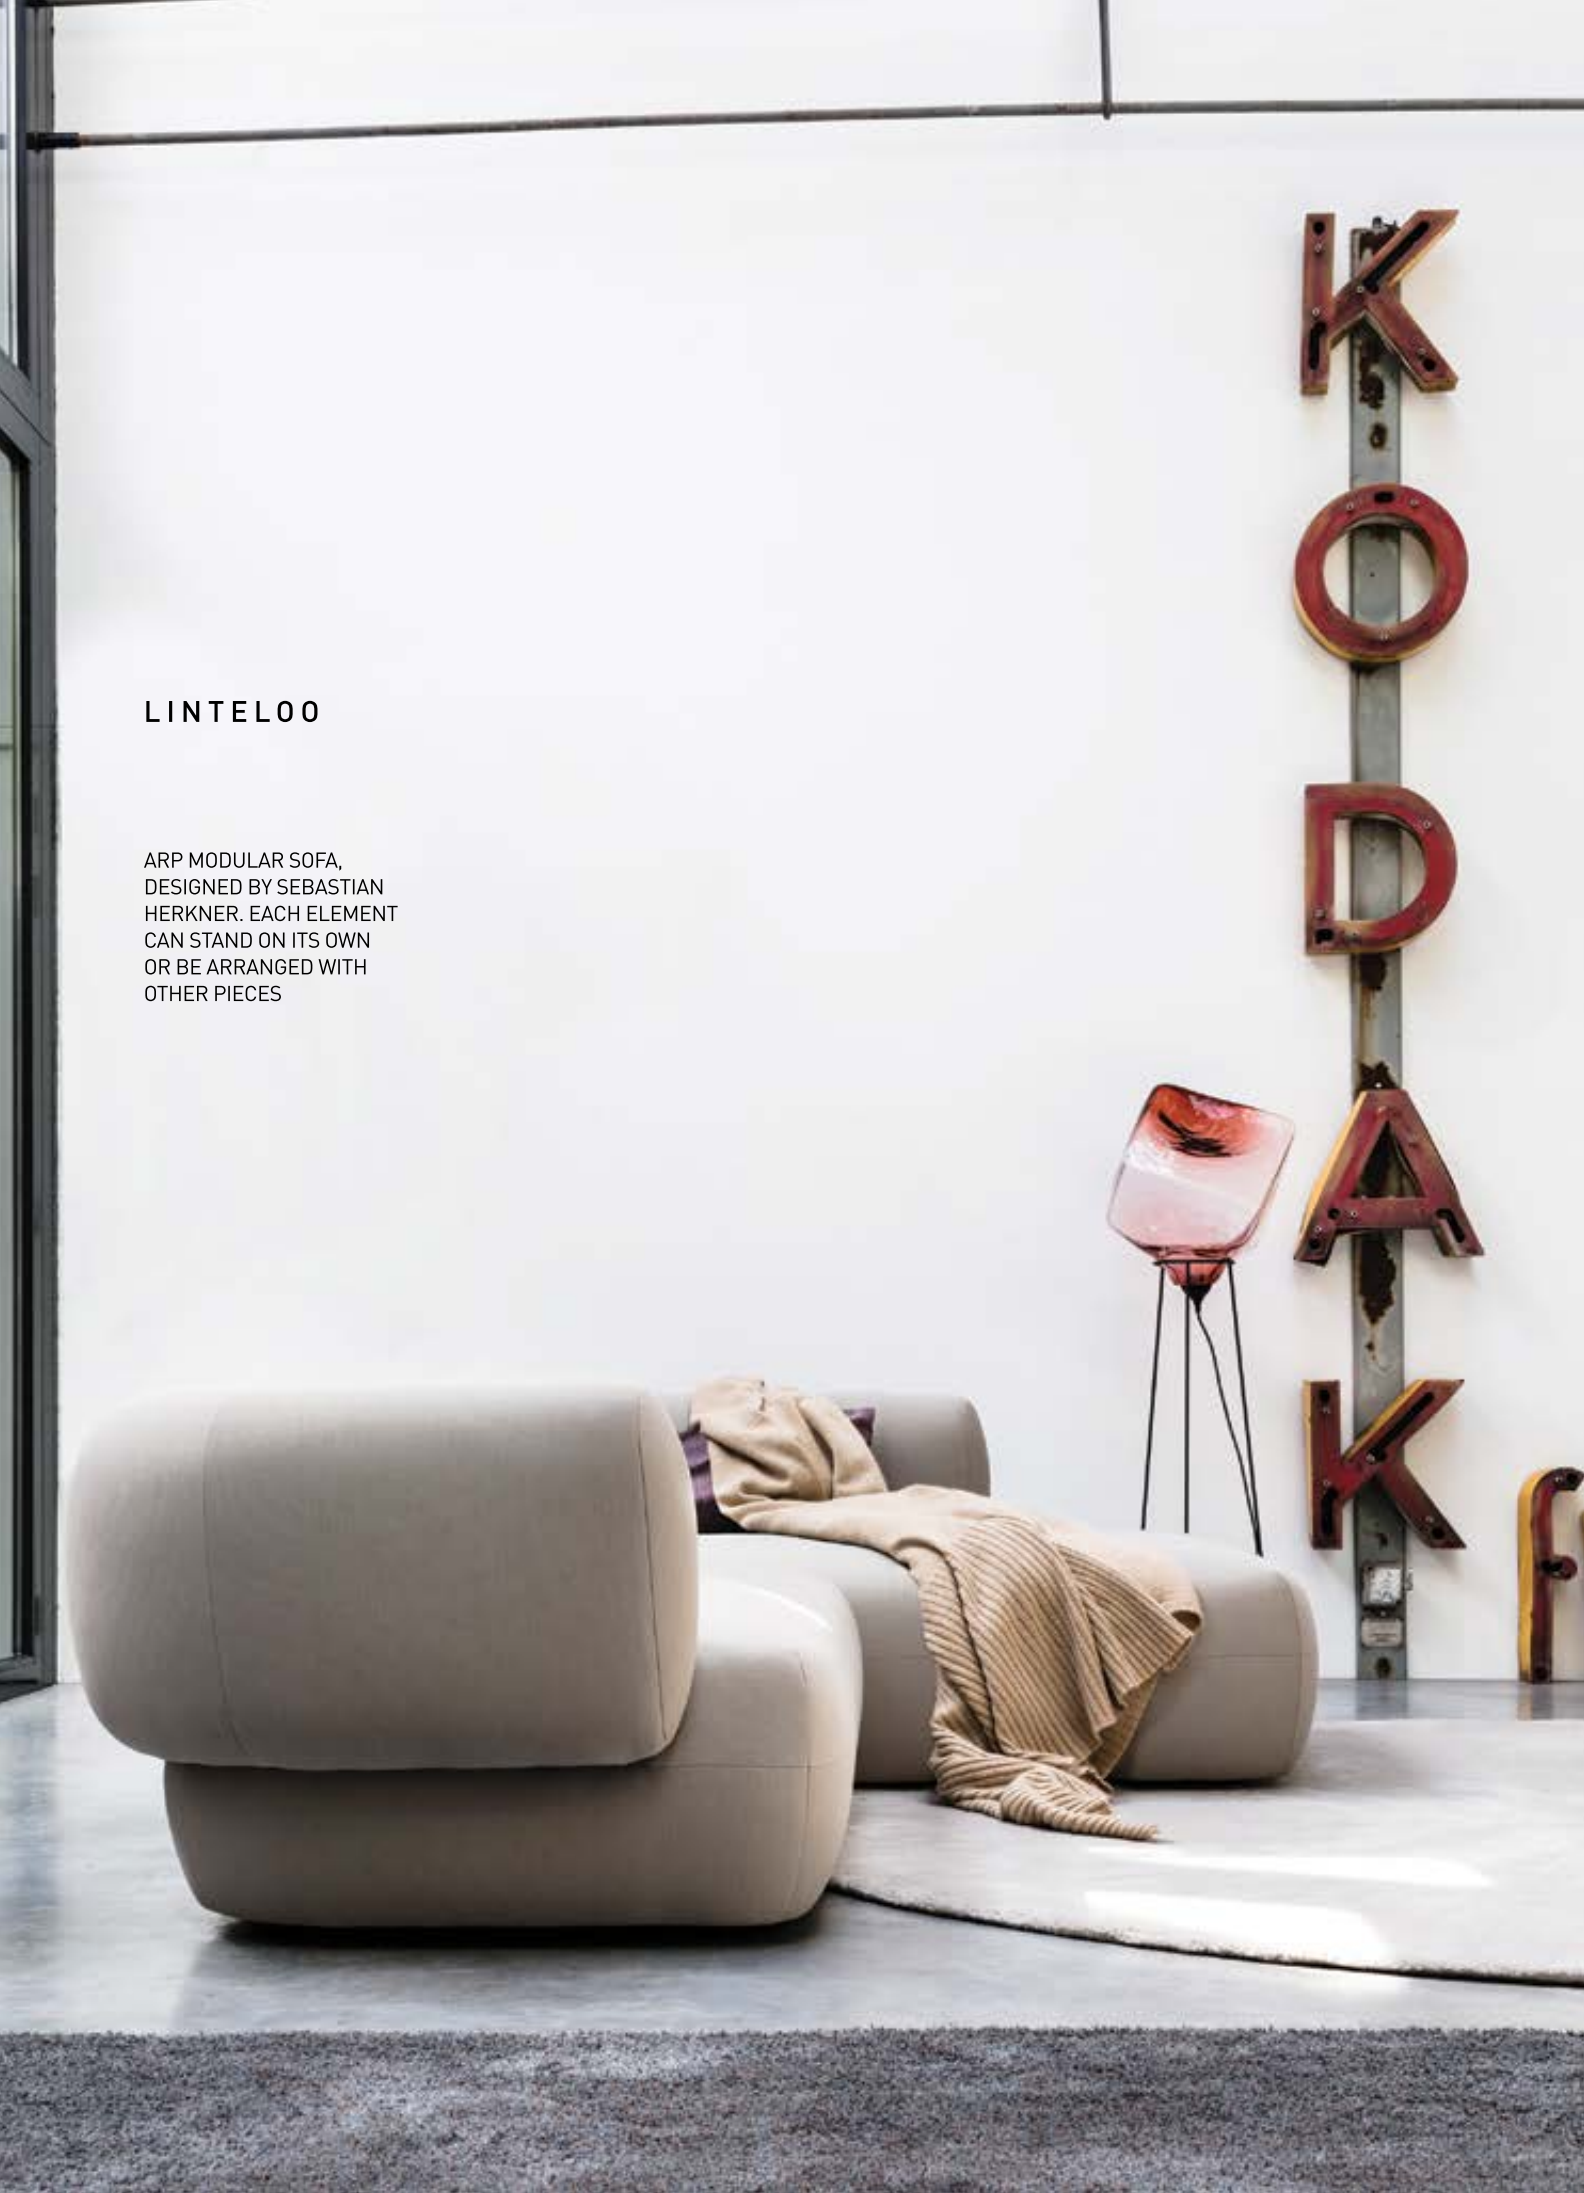 LINTELOO
ARP MODULAR SOFA,
DESIGNED BY SEBASTIAN
HERKNER. EACH ELEMENT
CAN STAND ON ITS OWN
OR BE ARRANGED WITH
OTHER PIECES
K
O
D
A
K
f